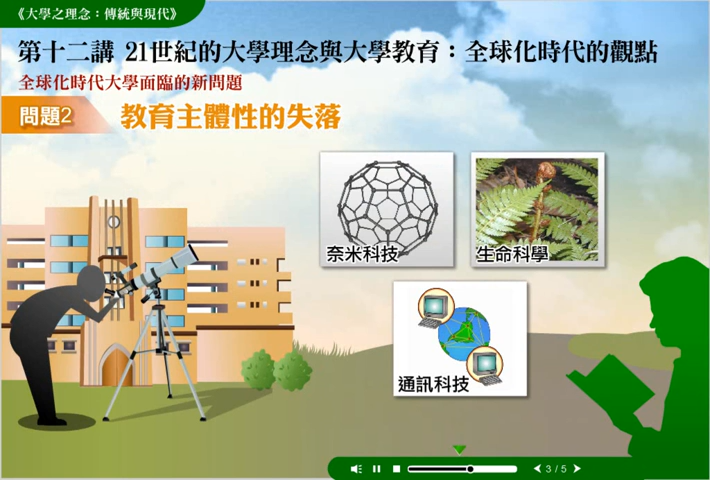 《大學之理念：傳統與現代》
第十二講 21世紀的大學理念與大學教育：全球化時代的觀點
全球化時代大學面臨的新問題
問題2 教育主體性的失落
奈米科技 生命科學
通訊科技
3 / 5